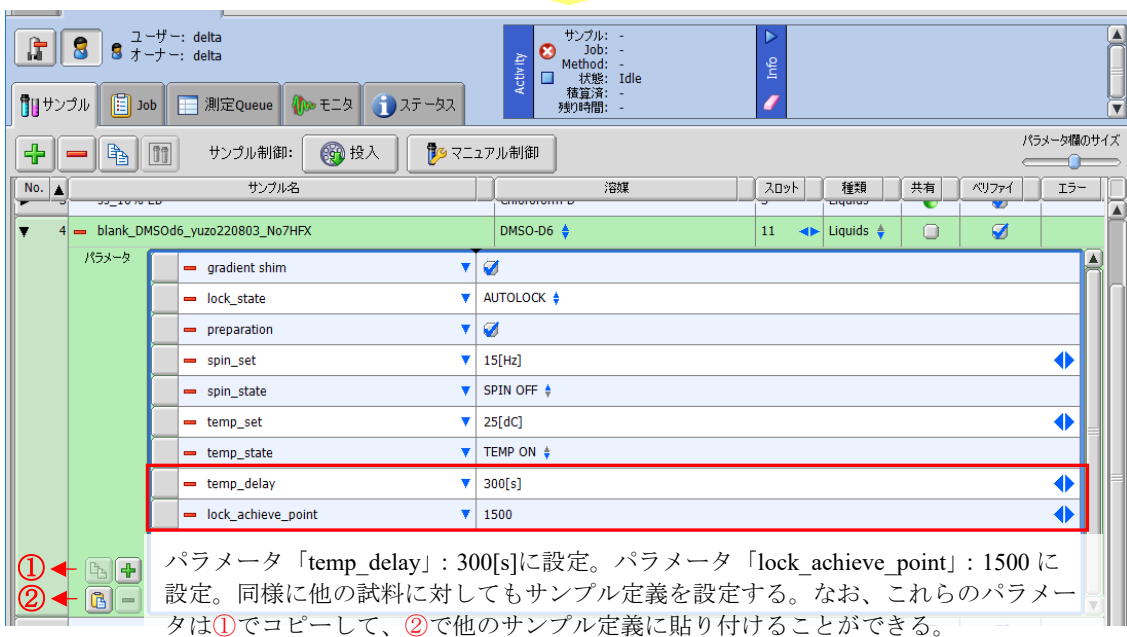 ユーザー: delta
オーナー: delta
Activity
サンプル: -
Job: -
Method: -
状態: Idle
積算済: -
残り時間: -
Info
サンプル
Job
測定Queue
モニタ
ステータス
サンプル制御:
投入
マニュアル制御
パラメータ欄のサイズ
No. サンプル名 溶媒 スロット 種類 共有 ベリファイ エラー
4 blank_DMSOd6_yuzo220803_No7HFX DMSO-D6 11 Liquids
パラメータ
gradient shim
lock_state AUTOLOCK
preparation
spin_set 15[Hz]
spin_state SPIN OFF
temp_set 25[dC]
temp_state TEMP ON
temp_delay 300[s]
lock_achieve_point 1500
①
②
パラメータ「temp_delay」: 300[s]に設定。パラメータ「lock_achieve_point」: 1500 に
設定。同様に他の試料に対してもサンプル定義を設定する。なお、これらのパラメー
タは①でコピーして、②で他のサンプル定義に貼り付けることができる。